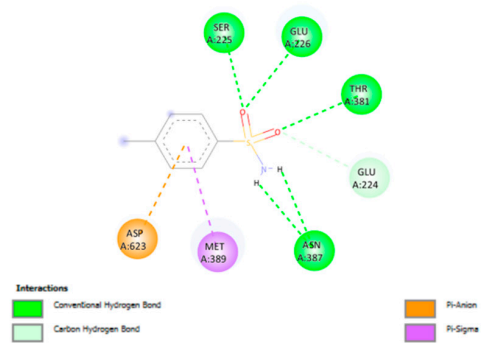 SER
A:225
GLU
A:226
THR
A:381
O
O
S
GLU
A:224
N
H
H
ASP
A:623
MET
A:389
ASN
A:387
Interactions
Conventional Hydrogen Bond
Carbon Hydrogen Bond
Pi-Anion
Pi-Sigma